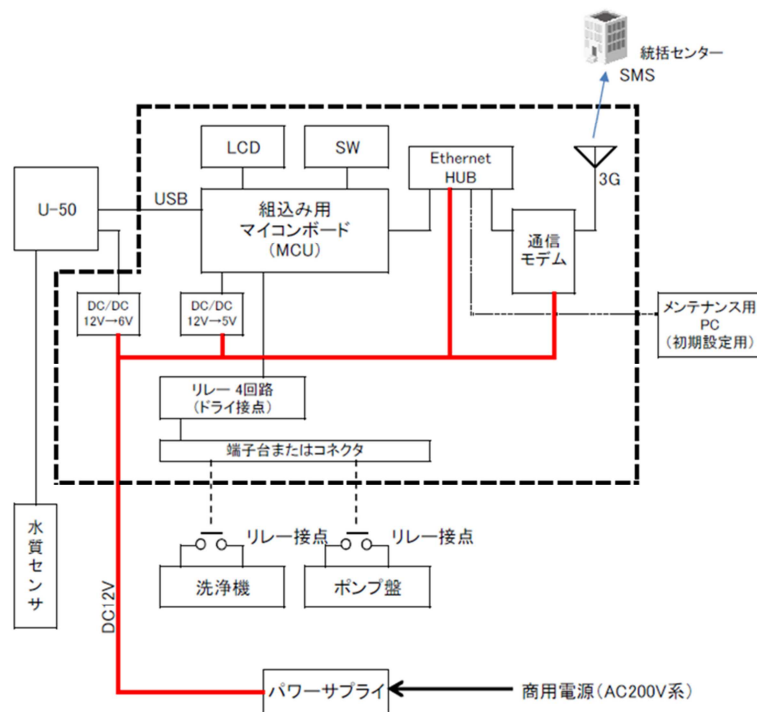 統括センター
SMS
LCD
SW
Ethernet
HUB
3G
U-50
USB
組込み用
マイコンボード
(MCU)
通信
モデム
DC/DC
12V→6V
DC/DC
12V→5V
メンテナンス用
PC
(初期設定用)
リレー 4回路
(ドライ接点)
端子台またはコネクタ
水質センサ
リレー接点
リレー接点
洗浄機
ポンプ盤
DC12V
パワーサプライ
商用電源(AC200V系)